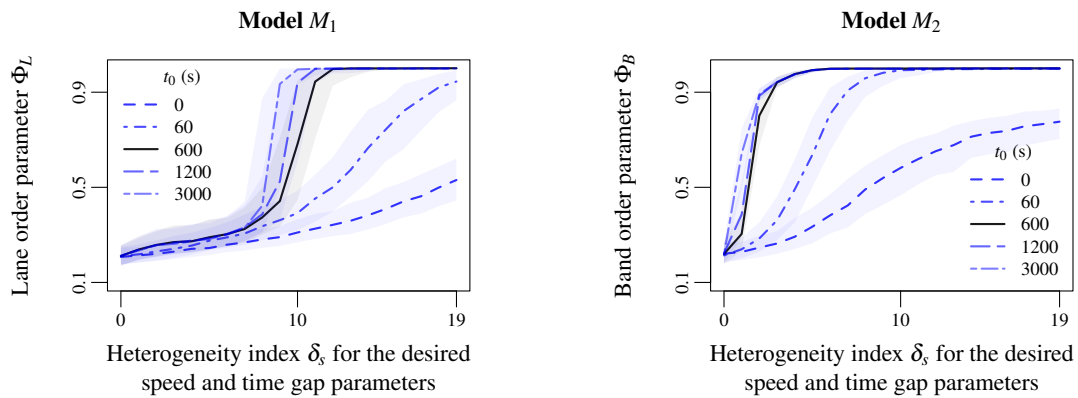 Model M₁
Lane order parameter Φ_L
0.1 0.5 0.9
t₀ (s)
0
60
600
1200
3000
0 10 19
Heterogeneity index δₛ for the desired
speed and time gap parameters
Model M₂
Band order parameter Φ_B
0.1 0.5 0.9
t₀ (s)
0
60
600
1200
3000
0 10 19
Heterogeneity index δₛ for the desired
speed and time gap parameters